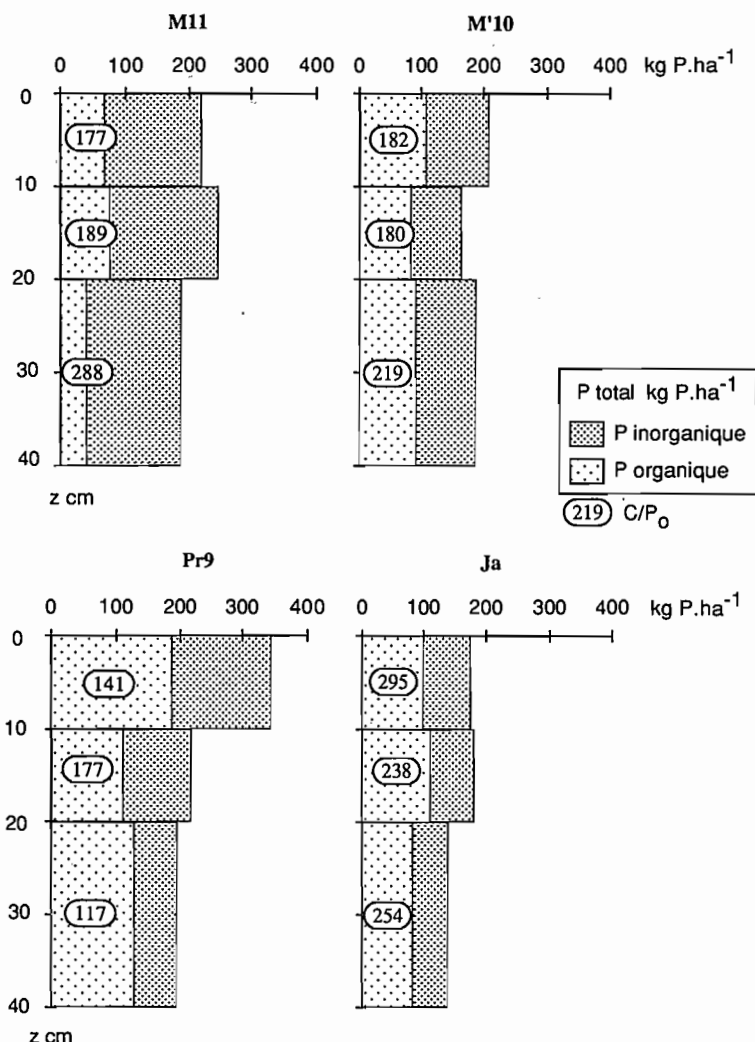 M11 M'10
0 100 200 300 400 0 100 200 300 400 kg P.ha-1
0
177 182
10
189 180
20
30 288 219
40
z cm
P total kg P.ha-1
P inorganique
P organique
219 C/Po
Pr9 Ja
0 100 200 300 400 0 100 200 300 400 kg P.ha-1
0
141 295
10
177 238
20
30 117 254
40
z cm